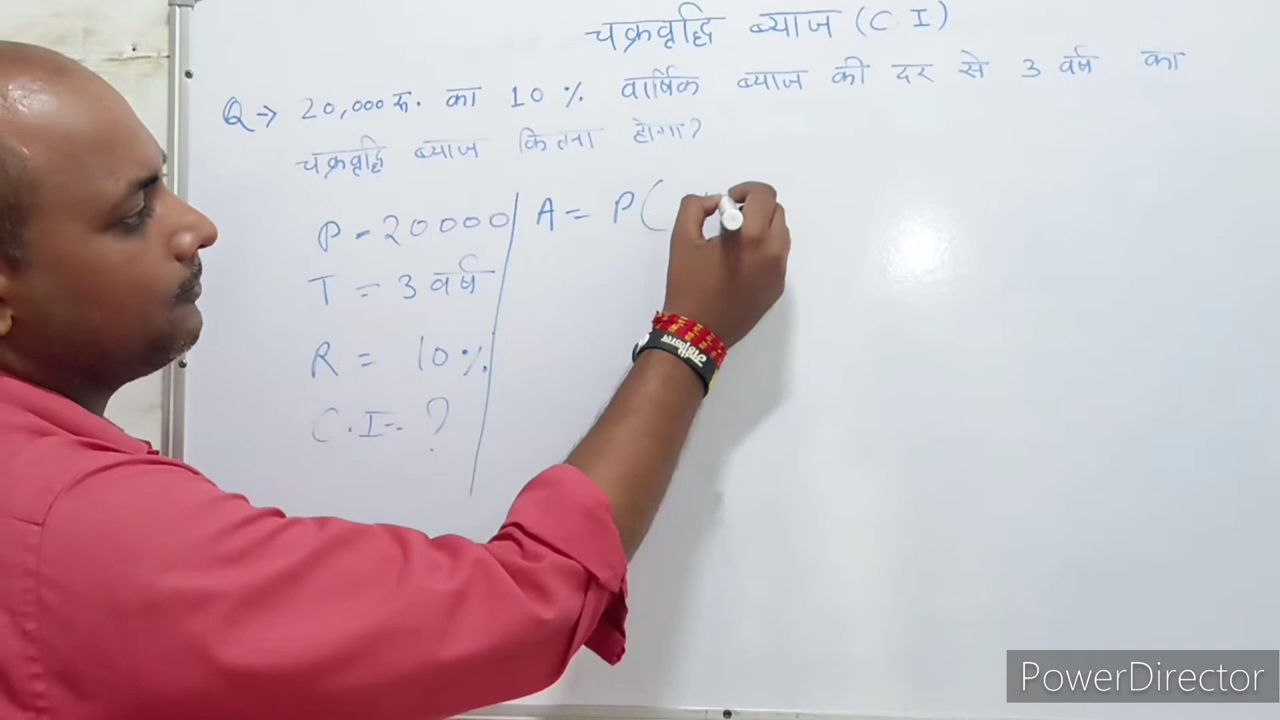 चक्रवृद्धि ब्याज (C.I)
Q→ 20,000 रु. का 10% वार्षिक ब्याज की दर से 3 वर्ष का
चक्रवृद्धि ब्याज कितना होगा?
P = 20000
A = P(
T = 3 वर्ष
R = 10%
C.I = ?
PowerDirector